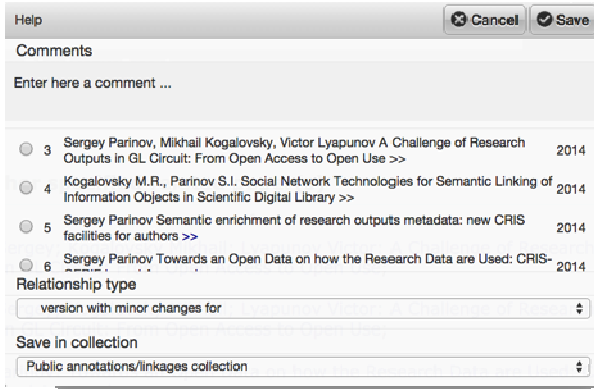 Help
Cancel
Save
Comments
Enter here a comment ...
3 Sergey Parinov, Mikhail Kogalovsky, Victor Lyapunov A Challenge of Research
Outputs in GL Circuit: From Open Access to Open Use >> 2014
4 Kogalovsky M.R., Parinov S.I. Social Network Technologies for Semantic Linking of
Information Objects in Scientific Digital Library >> 2014
5 Sergey Parinov Semantic enrichment of research outputs metadata: new CRIS
facilities for authors >> 2014
6 Sergey Parinov Towards an Open Data on how the Research Data are Used: CRIS-
2014
Relationship type
version with minor changes for
Save in collection
Public annotations/linkages collection